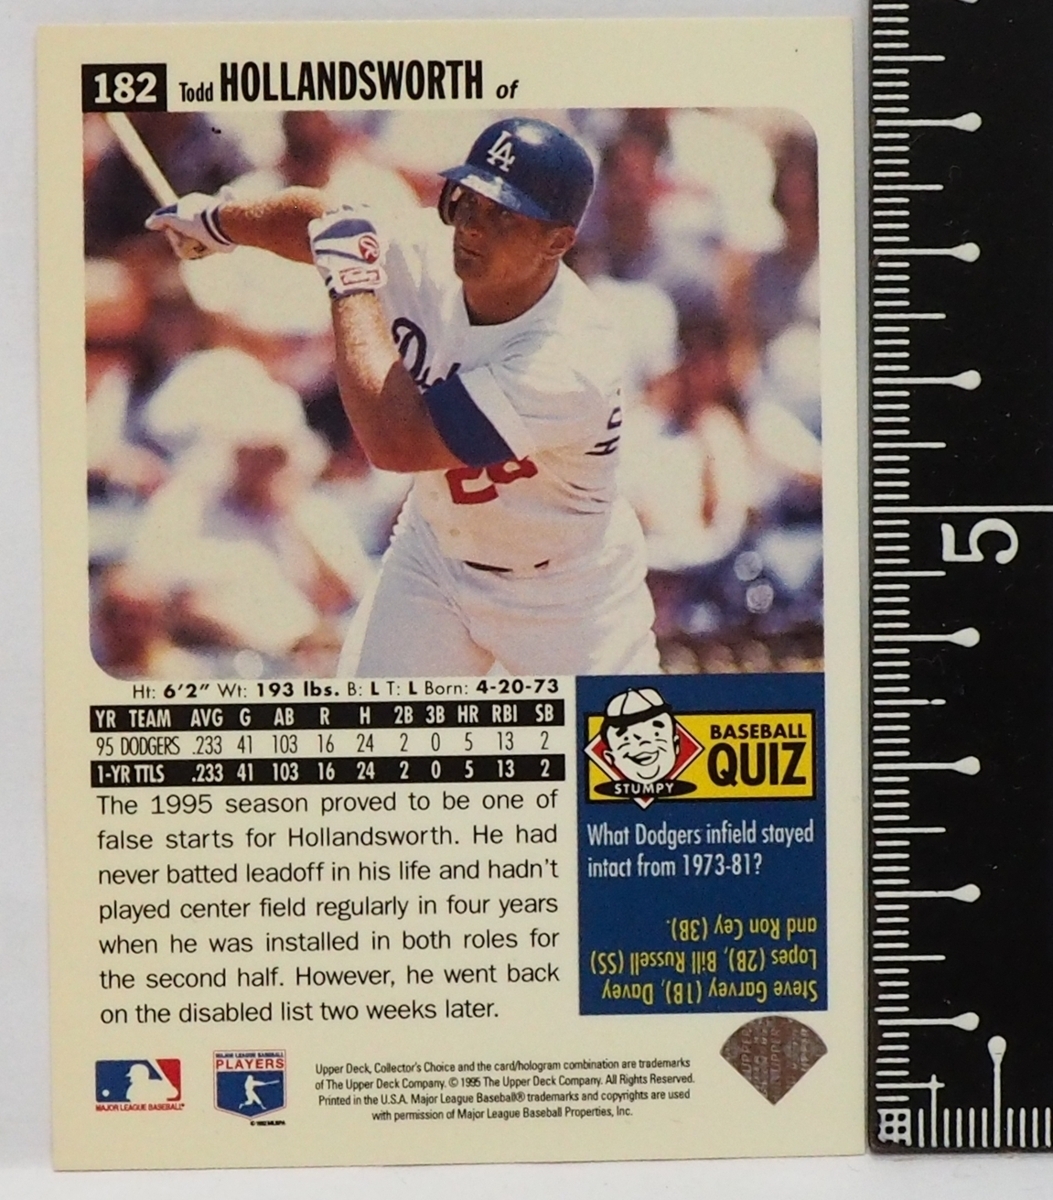 182 Todd HOLLANDSWORTH of
LA
28
Ht: 6'2" Wt: 193 lbs. B: L T: L Born: 4-20-73
YR TEAM AVG G AB R H 2B 3B HR RBI SB
95 DODGERS .233 41 103 16 24 2 0 5 13 2
1-YR TTLS .233 41 103 16 24 2 0 5 13 2
The 1995 season proved to be one of
false starts for Hollandsworth. He had
never batted leadoff in his life and hadn't
played center field regularly in four years
when he was installed in both roles for
the second half. However, he went back
on the disabled list two weeks later.
BASEBALL
QUIZ
STUMPY
What Dodgers infield stayed
intact from 1973-81?
Steve Garvey (1B), Davey
Lopes (2B), Bill Russell (SS)
and Ron Cey (3B).
MAJOR LEAGUE BASEBALL
MAJOR LEAGUE BASEBALL
PLAYERS
Upper Deck, Collector's Choice and the card/hologram combination are trademarks
of The Upper Deck Company. © 1995 The Upper Deck Company. All Rights Reserved.
Printed in the U.S.A. Major League Baseball® trademarks and copyrights are used
with permission of Major League Baseball Properties, Inc.
5